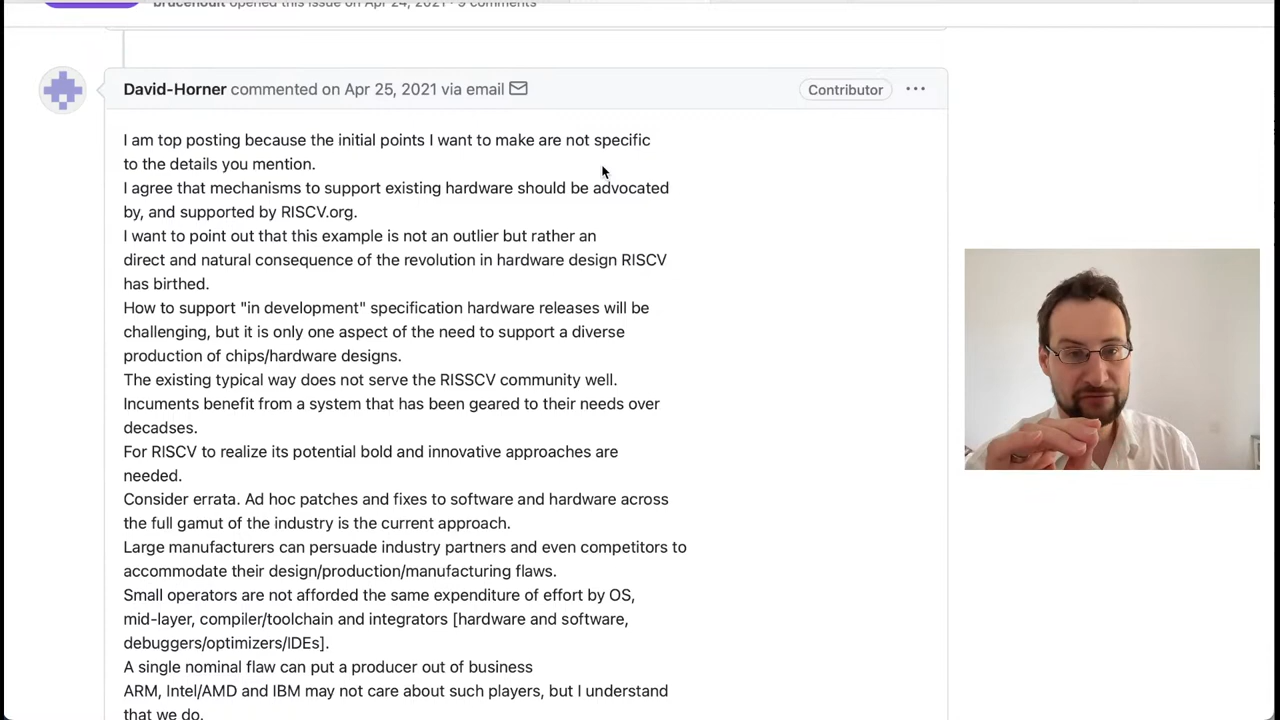 brucehoult opened this issue on Apr 24, 2021 · 9 comments
David-Horner commented on Apr 25, 2021 via email
Contributor
I am top posting because the initial points I want to make are not specific
to the details you mention.
I agree that mechanisms to support existing hardware should be advocated
by, and supported by RISCV.org.
I want to point out that this example is not an outlier but rather an
direct and natural consequence of the revolution in hardware design RISCV
has birthed.
How to support "in development" specification hardware releases will be
challenging, but it is only one aspect of the need to support a diverse
production of chips/hardware designs.
The existing typical way does not serve the RISSCV community well.
Incuments benefit from a system that has been geared to their needs over
decadses.
For RISCV to realize its potential bold and innovative approaches are
needed.
Consider errata. Ad hoc patches and fixes to software and hardware across
the full gamut of the industry is the current approach.
Large manufacturers can persuade industry partners and even competitors to
accommodate their design/production/manufacturing flaws.
Small operators are not afforded the same expenditure of effort by OS,
mid-layer, compiler/toolchain and integrators [hardware and software,
debuggers/optimizers/IDEs].
A single nominal flaw can put a producer out of business
ARM, Intel/AMD and IBM may not care about such players, but I understand
that we do.